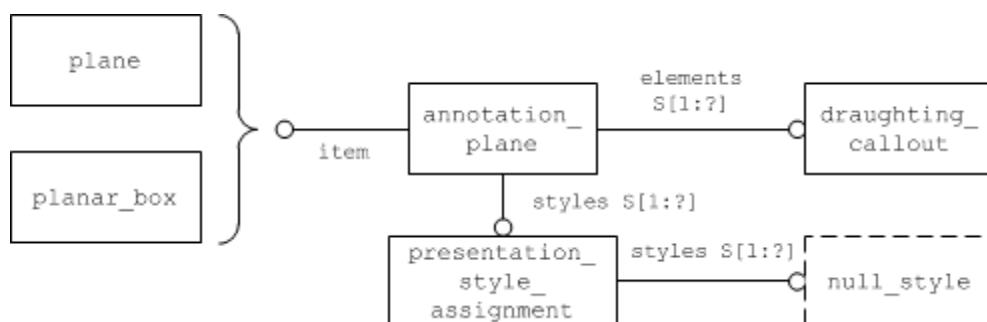 plane
planar_box
item
annotation_
plane
elements
S[1:?]
draughting_
callout
styles S[1:?]
presentation_
style_
assignment
styles S[1:?]
null_style